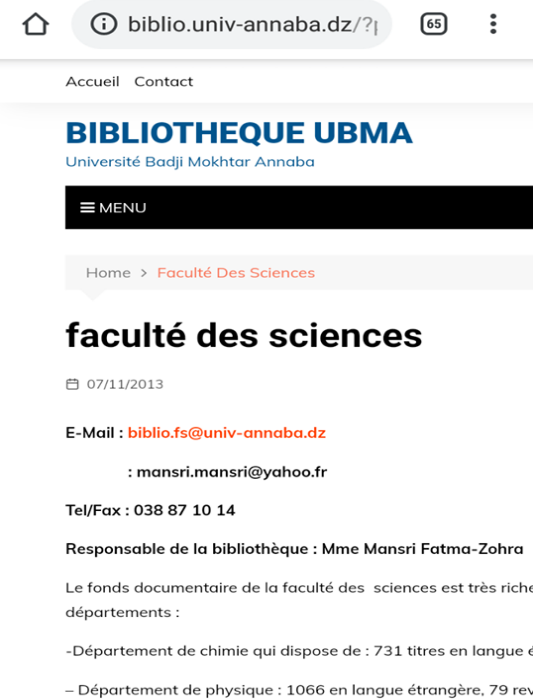 biblio.univ-annaba.dz/?
65
Accueil Contact
BIBLIOTHEQUE UBMA
Université Badji Mokhtar Annaba
MENU
Home > Faculté Des Sciences
faculté des sciences
07/11/2013
E-Mail : biblio.fs@univ-annaba.dz
: mansri.mansri@yahoo.fr
Tel/Fax : 038 87 10 14
Responsable de la bibliothèque : Mme Mansri Fatma-Zohra
Le fonds documentaire de la faculté des sciences est très riche
départements :
-Département de chimie qui dispose de : 731 titres en langue
– Département de physique : 1066 en langue étrangère, 79